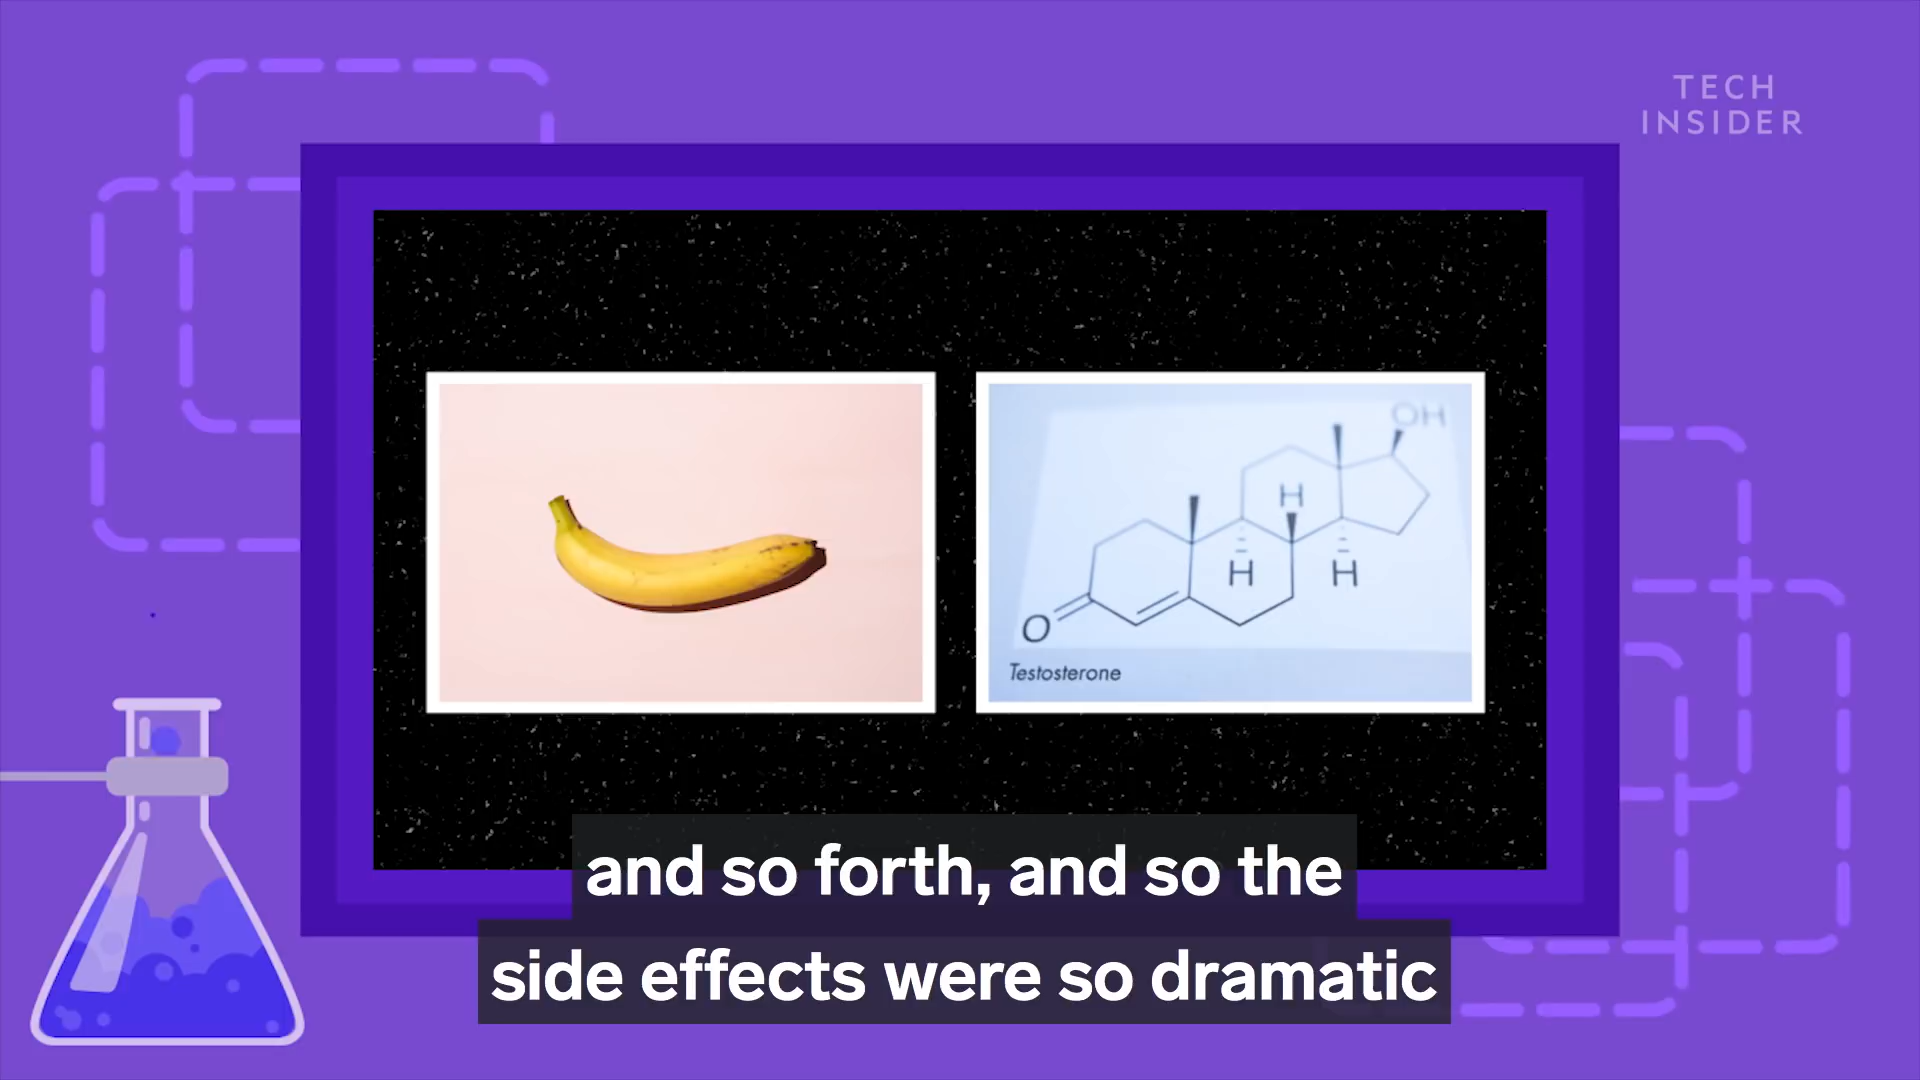 TECH
INSIDER
OH
H
H
H
O
Testosterone
and so forth, and so the
side effects were so dramatic